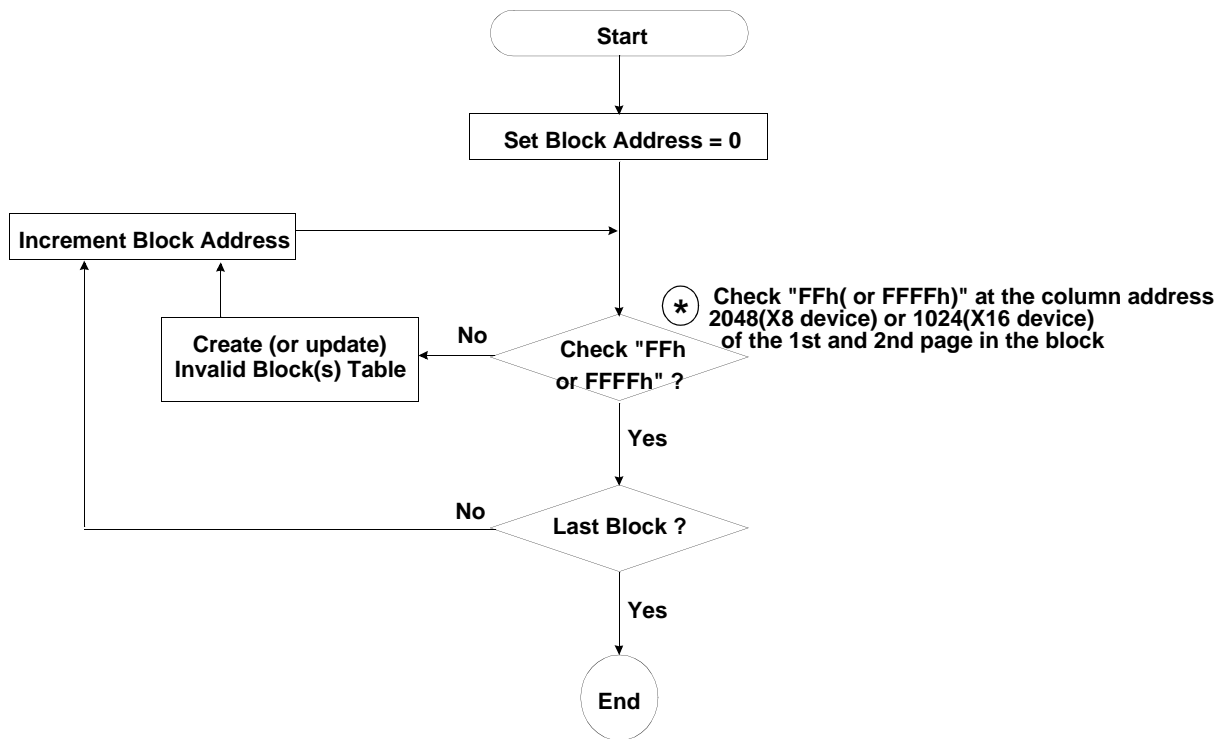 Start
Set Block Address = 0
Increment Block Address
*
Check "FFh( or FFFFh)" at the column address
2048(X8 device) or 1024(X16 device)
of the 1st and 2nd page in the block
No
Create (or update)
Invalid Block(s) Table
Check "FFh
or FFFFh" ?
Yes
No
Last Block ?
Yes
End